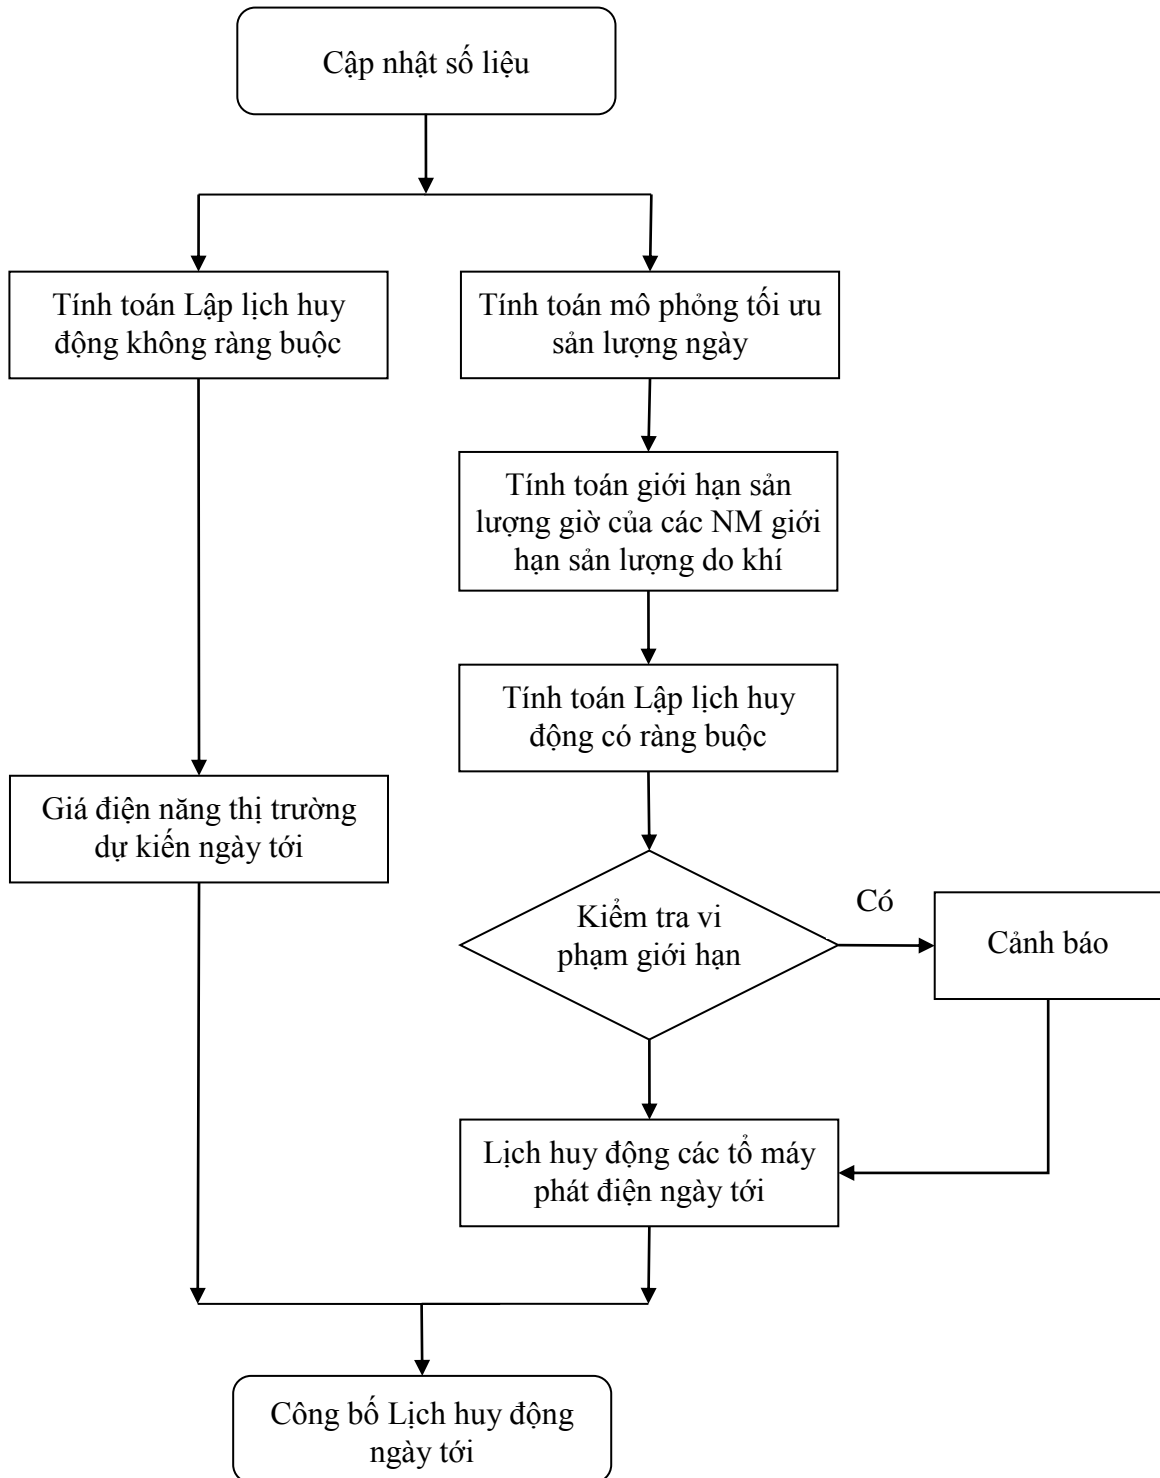 Cập nhật số liệu
Tính toán Lập lịch huy
động không ràng buộc
Tính toán mô phỏng tối ưu
sản lượng ngày
Tính toán giới hạn sản
lượng giờ của các NM giới
hạn sản lượng do khí
Tính toán Lập lịch huy
động có ràng buộc
Giá điện năng thị trường
dự kiến ngày tới
Kiểm tra vi
phạm giới hạn
Có
Cảnh báo
Lịch huy động các tổ máy
phát điện ngày tới
Công bố Lịch huy động
ngày tới